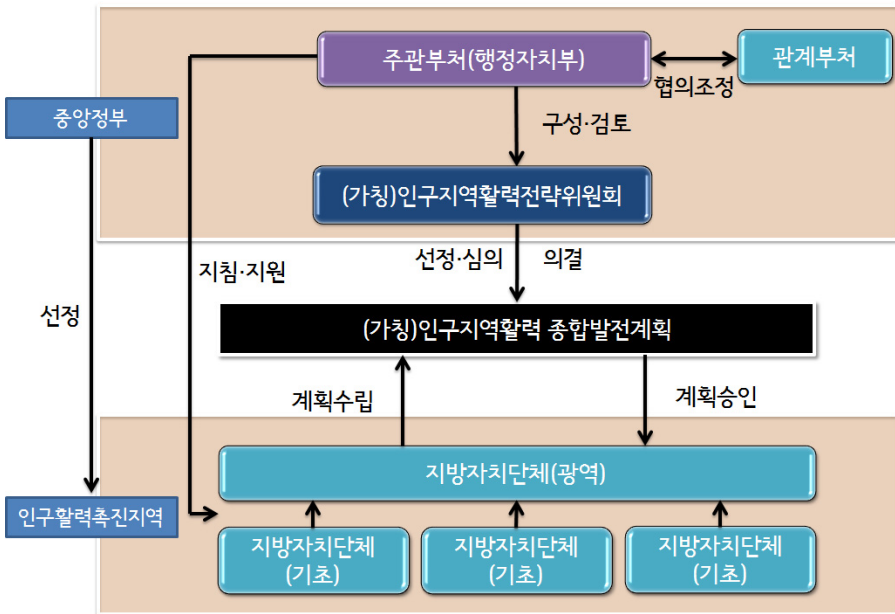 주관부처(행정자치부)
관계부처
협의조정
중앙정부
구성·검토
(가칭)인구지역활력전략위원회
선정·심의 의결
지침·지원
선정
(가칭)인구지역활력 종합발전계획
계획수립
계획승인
지방자치단체(광역)
인구활력촉진지역
지방자치단체
(기초)
지방자치단체
(기초)
지방자치단체
(기초)